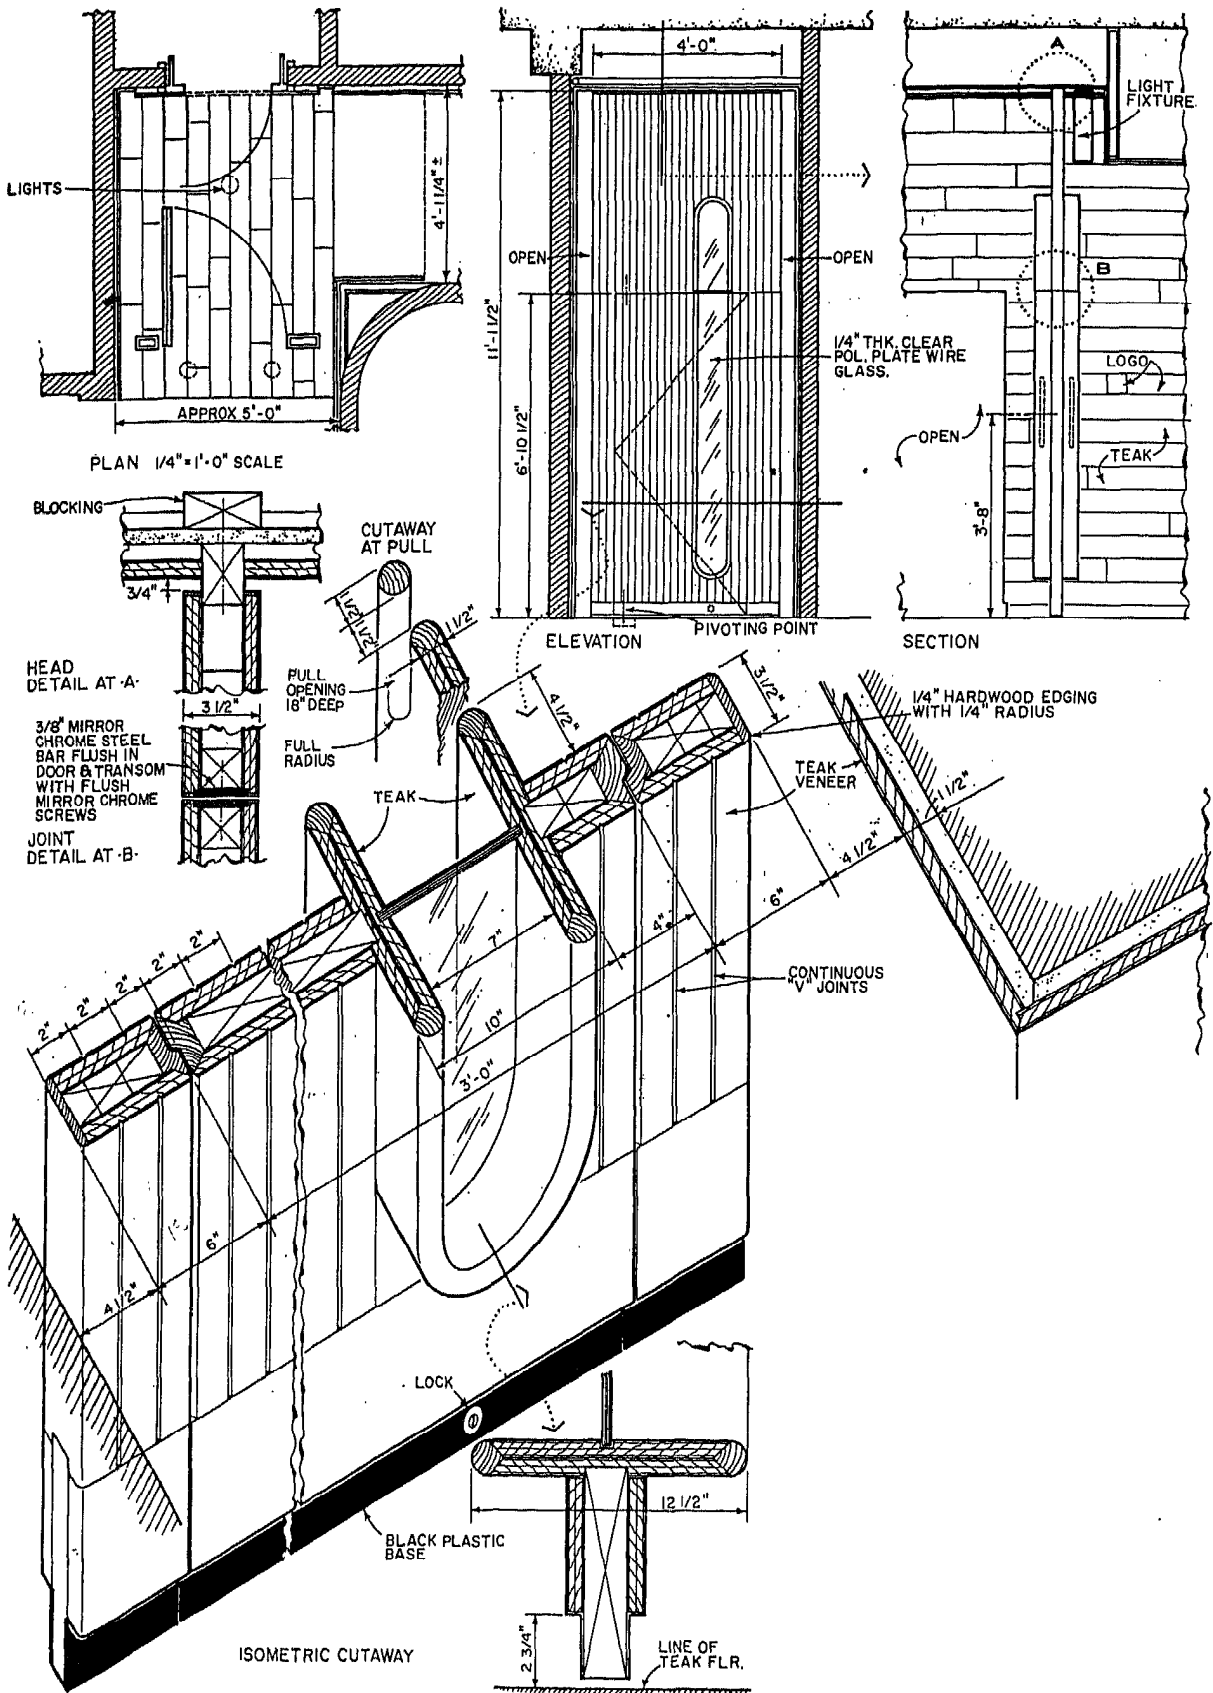 4'-0"
A
LIGHT
FIXTURE
LIGHTS
4'-11/4" ±
OPEN
OPEN
11'-11/2"
B
1/4" THK. CLEAR
POL. PLATE WIRE
GLASS.
LOGO
6'-10 1/2"
OPEN
TEAK
APPROX 5'-0"
PLAN 1/4"=1'-0" SCALE
3'-8"
BLOCKING
CUTAWAY
AT PULL
3/4"
1 1/2"
1 1/2"
1 1/2"
ELEVATION
PIVOTING POINT
SECTION
HEAD
DETAIL AT -A-
PULL
OPENING
18" DEEP
4 1/2"
3 1/2"
1/4" HARDWOOD EDGING
WITH 1/4" RADIUS
3 1/2"
3/8" MIRROR
CHROME STEEL
BAR FLUSH IN
DOOR & TRANSOM
WITH FLUSH
MIRROR CHROME
SCREWS
FULL
RADIUS
TEAK
TEAK
VENEER
1 1/2"
JOINT
DETAIL AT -B-
4 1/2"
6"
4"
7"
2"
2"
2"
2"
2"
CONTINUOUS
"V" JOINTS
10"
3'-0"
6"
4 1/2"
LOCK
12 1/2"
BLACK PLASTIC
BASE
2 3/4"
LINE OF
TEAK FLR.
ISOMETRIC CUTAWAY